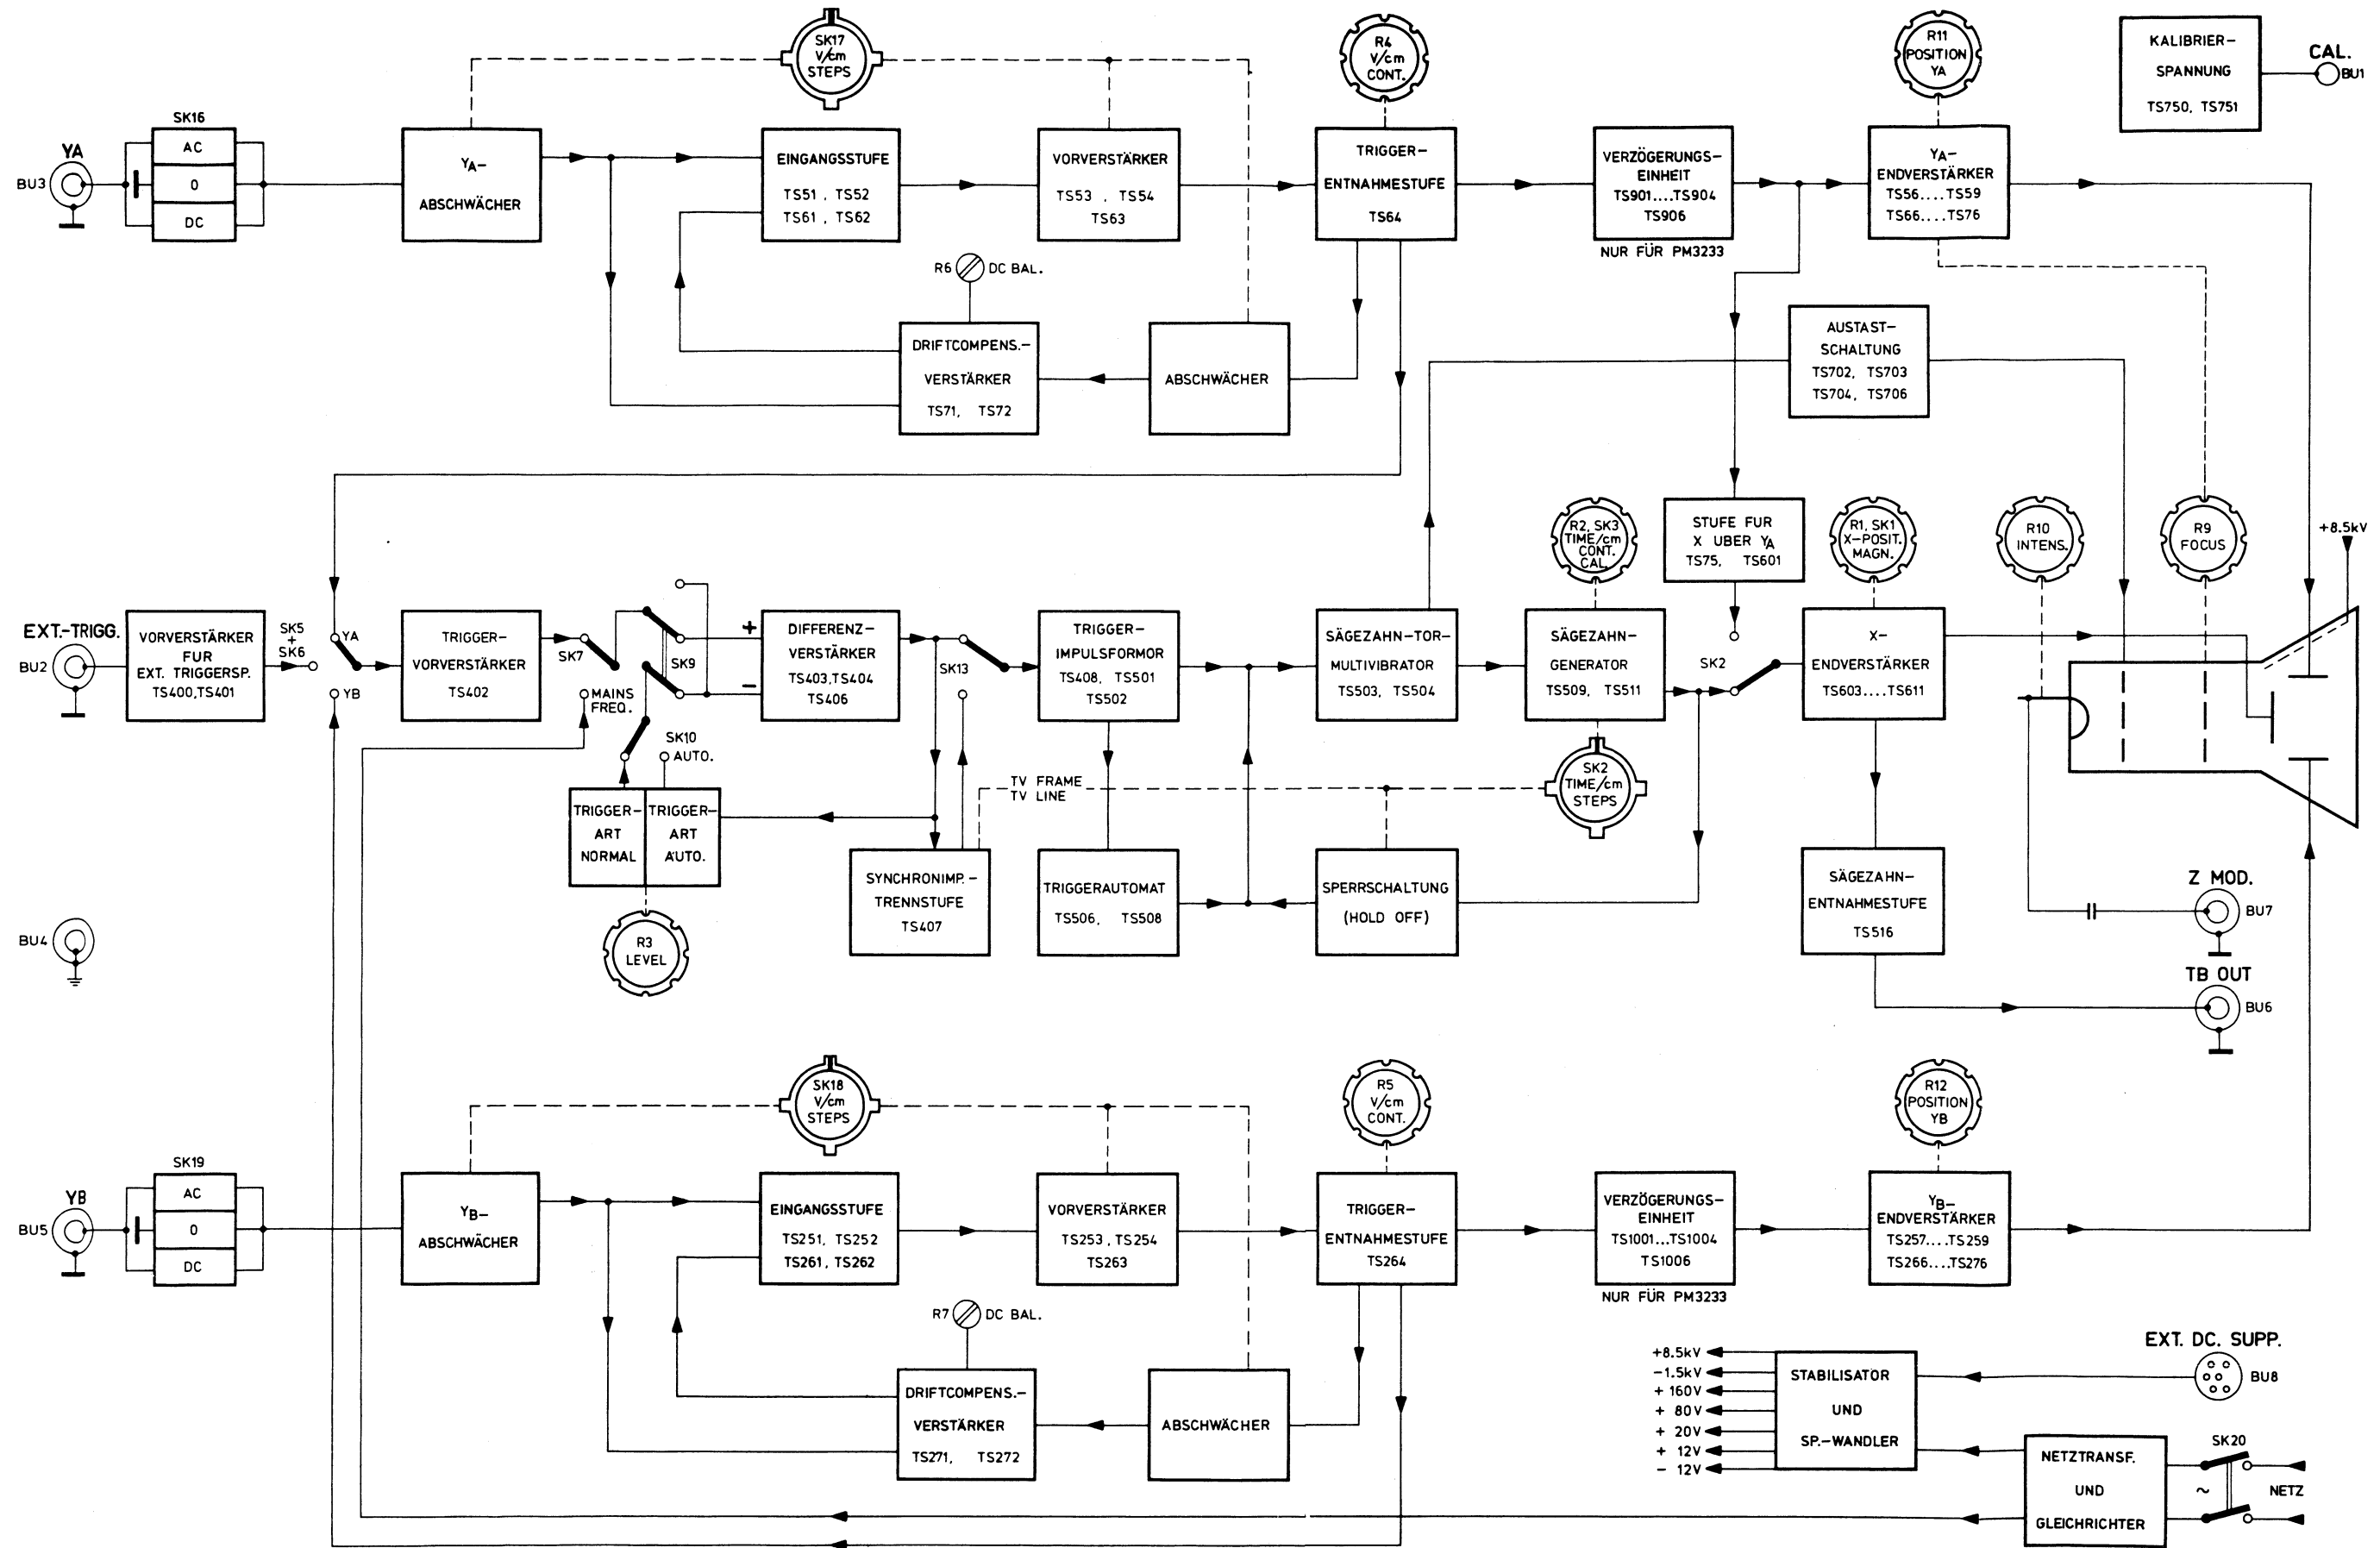 SK17
V/cm
STEPS
R4
V/cm
CONT.
R11
POSITION
YA
KALIBRIER-
SPANNUNG
TS750, TS751
CAL.
BU1
SK16
YA
BU3
AC
0
DC
YA-
ABSCHWÄCHER
EINGANGSSTUFE
TS51, TS52
TS61, TS62
VORVERSTÄRKER
TS53, TS54
TS63
TRIGGER-
ENTNAHMESTUFE
TS64
VERZÖGERUNGS-
EINHEIT
TS901....TS904
TS906
NUR FÜR PM3233
YA-
ENDVERSTÄRKER
TS56....TS59
TS66....TS76
R6
DC BAL.
DRIFTCOMPENS.-
VERSTÄRKER
TS71, TS72
ABSCHWÄCHER
AUSTAST-
SCHALTUNG
TS702, TS703
TS704, TS706
R2, SK3
TIME/cm
CONT.
CAL.
STUFE FUR
X UBER YA
TS75, TS601
R1, SK1
X-POSIT.
MAGN.
R10
INTENS.
R9
FOCUS
+8.5kV
EXT.-TRIGG.
BU2
VORVERSTÄRKER
FUR
EXT. TRIGGERSP.
TS400,TS401
SK5
+
SK6
YA
YB
TRIGGER-
VORVERSTÄRKER
TS402
SK7
MAINS
FREQ.
SK9
SK10
AUTO.
+
-
DIFFERENZ-
VERSTÄRKER
TS403,TS404
TS406
SK13
TRIGGER-
IMPULSFORMOR
TS408, TS501
TS502
SÄGEZAHN-TOR-
MULTIVIBRATOR
TS503, TS504
SÄGEZAHN-
GENERATOR
TS509, TS511
SK2
X-
ENDVERSTÄRKER
TS603....TS611
TRIGGER-
ART
NORMAL
TRIGGER-
ART
AUTO.
R3
LEVEL
TV FRAME
TV LINE
SK2
TIME/cm
STEPS
SYNCHRONIMP.-
TRENNSTUFE
TS407
TRIGGERAUTOMAT
TS506, TS508
SPERRSCHALTUNG
(HOLD OFF)
SÄGEZAHN-
ENTNAHMESTUFE
TS516
Z MOD.
BU7
TB OUT
BU6
BU4
SK18
V/cm
STEPS
R5
V/cm
CONT.
R12
POSITION
YB
SK19
YB
BU5
AC
0
DC
YB-
ABSCHWÄCHER
EINGANGSSTUFE
TS251, TS252
TS261, TS262
VORVERSTÄRKER
TS253, TS254
TS263
TRIGGER-
ENTNAHMESTUFE
TS264
VERZÖGERUNGS-
EINHEIT
TS1001...TS1004
TS1006
NUR FÜR PM3233
YB-
ENDVERSTÄRKER
TS257....TS259
TS266....TS276
R7
DC BAL.
DRIFTCOMPENS.-
VERSTÄRKER
TS271, TS272
ABSCHWÄCHER
+8.5kV
-1.5kV
+ 160V
+ 80V
+ 20V
+ 12V
- 12V
STABILISATOR
UND
SP.-WANDLER
EXT. DC. SUPP.
BU8
NETZTRANSF.
UND
GLEICHRICHTER
SK20
~
NETZ